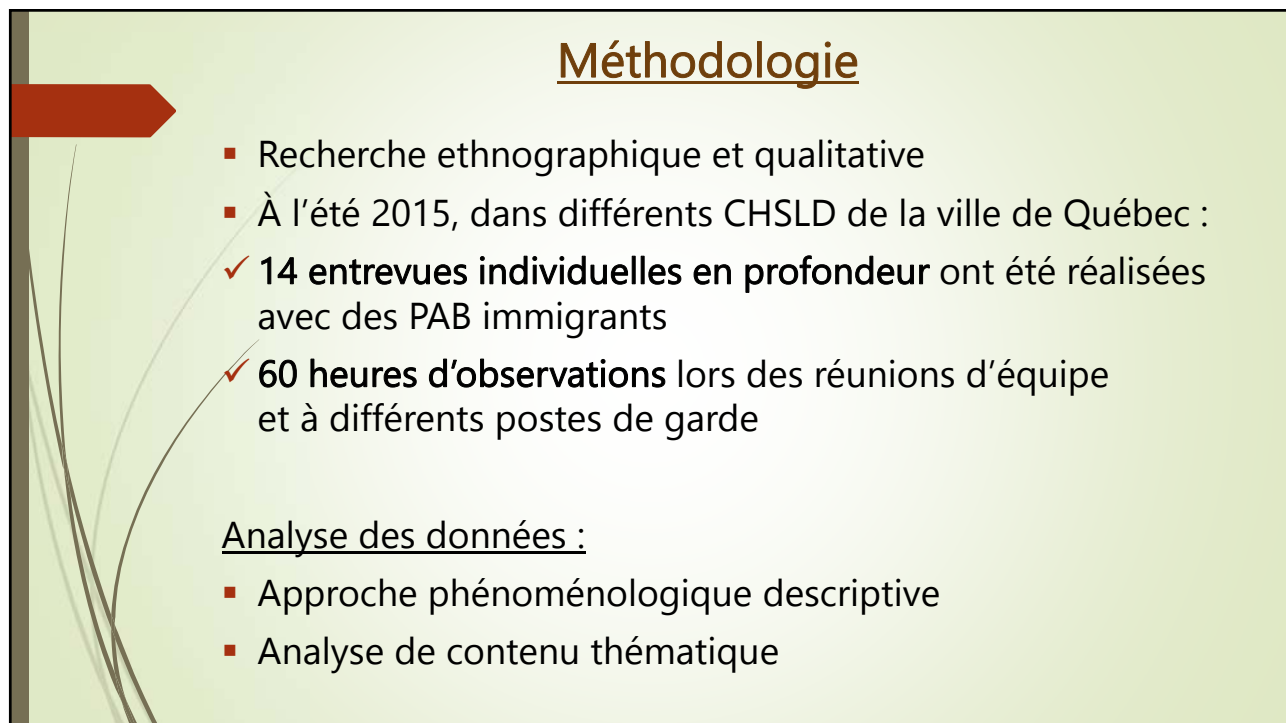 Méthodologie
▪ Recherche ethnographique et qualitative
▪ À l’été 2015, dans différents CHSLD de la ville de Québec :
✓ 14 entrevues individuelles en profondeur ont été réalisées
avec des PAB immigrants
✓ 60 heures d’observations lors des réunions d’équipe
et à différents postes de garde
Analyse des données :
▪ Approche phénoménologique descriptive
▪ Analyse de contenu thématique